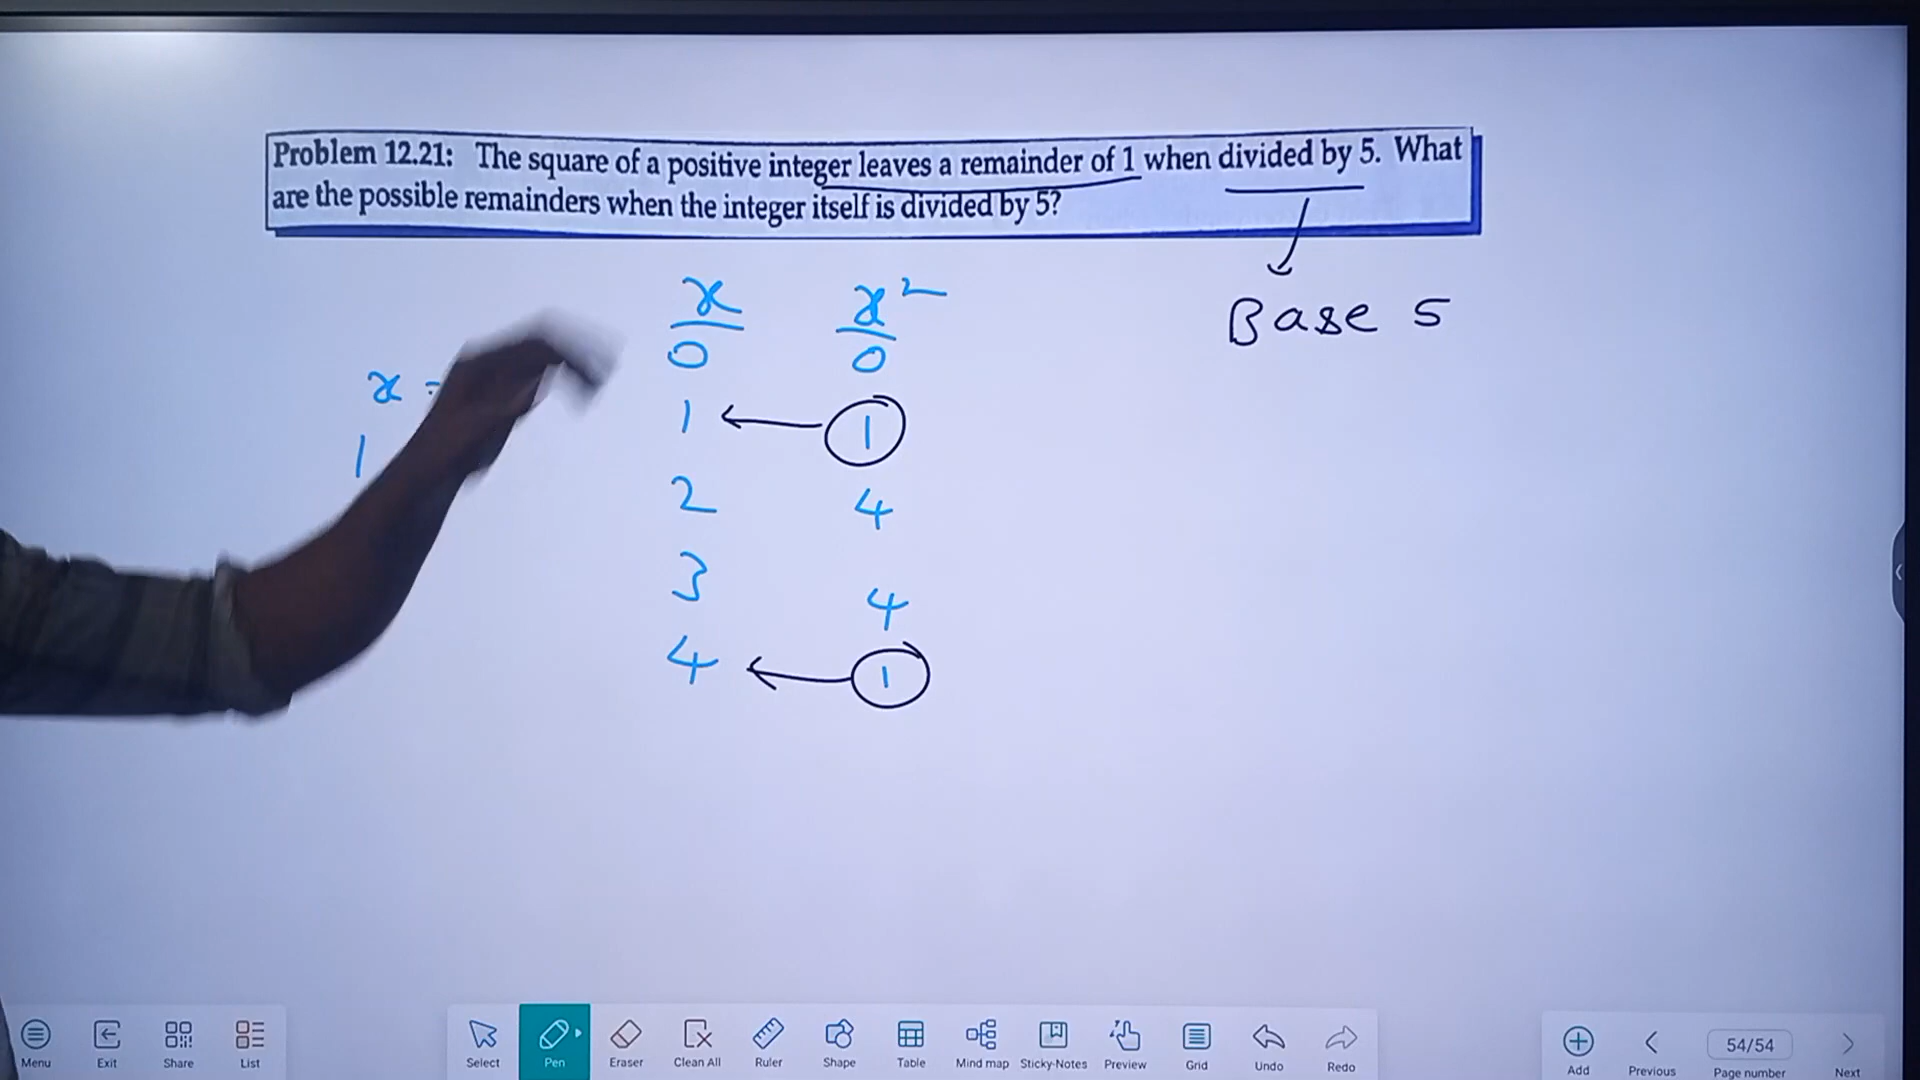 Problem 12.21: The square of a positive integer leaves a remainder of 1 when divided by 5. What
are the possible remainders when the integer itself is divided by 5?
Base 5
x x²
0 0
x =
1 ← 1
1
2 4
3 4
4 ← 1
Menu Exit Share List Select Pen Eraser Clean All Ruler Shape Table Mind map Sticky-Notes Preview Grid Undo Redo Add Previous 54/54 Page number Next